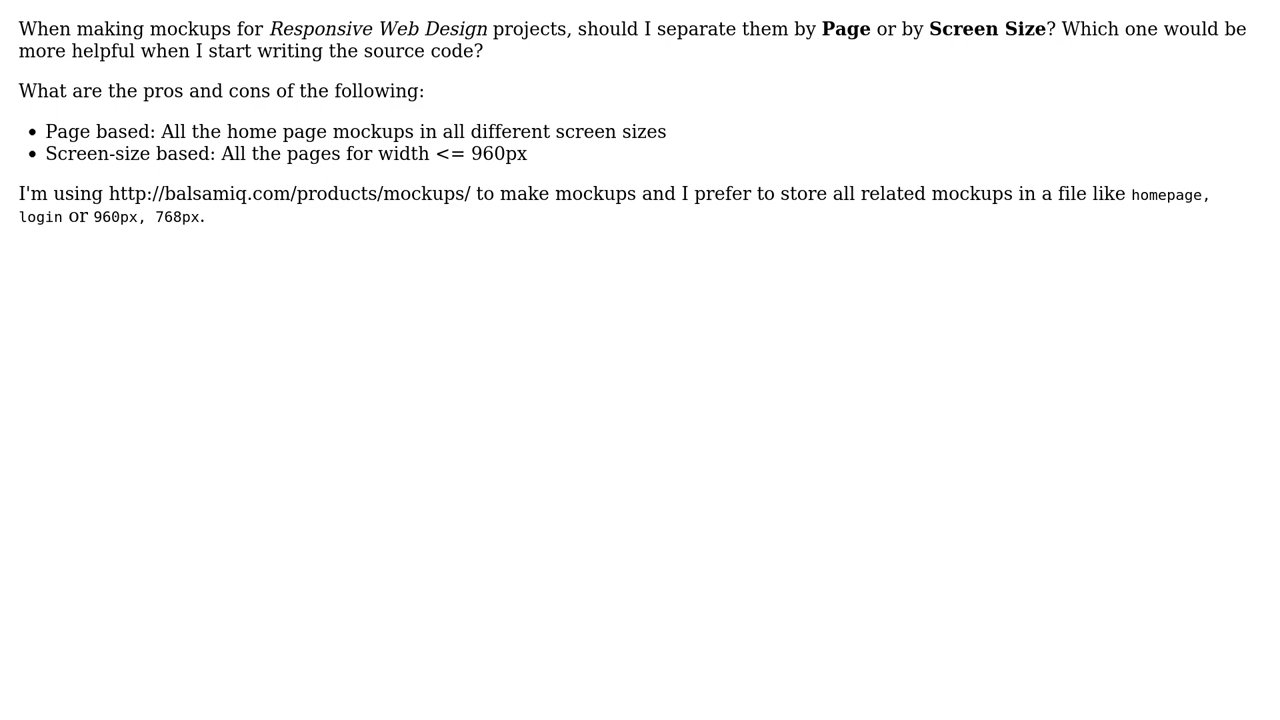 When making mockups for Responsive Web Design projects, should I separate them by Page or by Screen Size? Which one would be
more helpful when I start writing the source code?
What are the pros and cons of the following:
• Page based: All the home page mockups in all different screen sizes
• Screen-size based: All the pages for width <= 960px
I'm using http://balsamiq.com/products/mockups/ to make mockups and I prefer to store all related mockups in a file like homepage,
login or 960px, 768px.